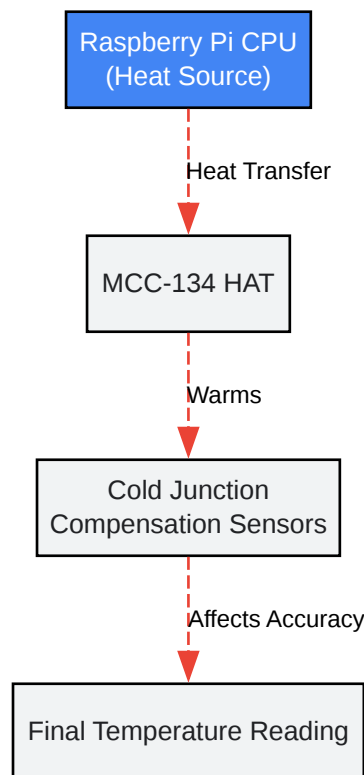 Raspberry Pi CPU
(Heat Source)
Heat Transfer
MCC-134 HAT
Warms
Cold Junction
Compensation Sensors
Affects Accuracy
Final Temperature Reading